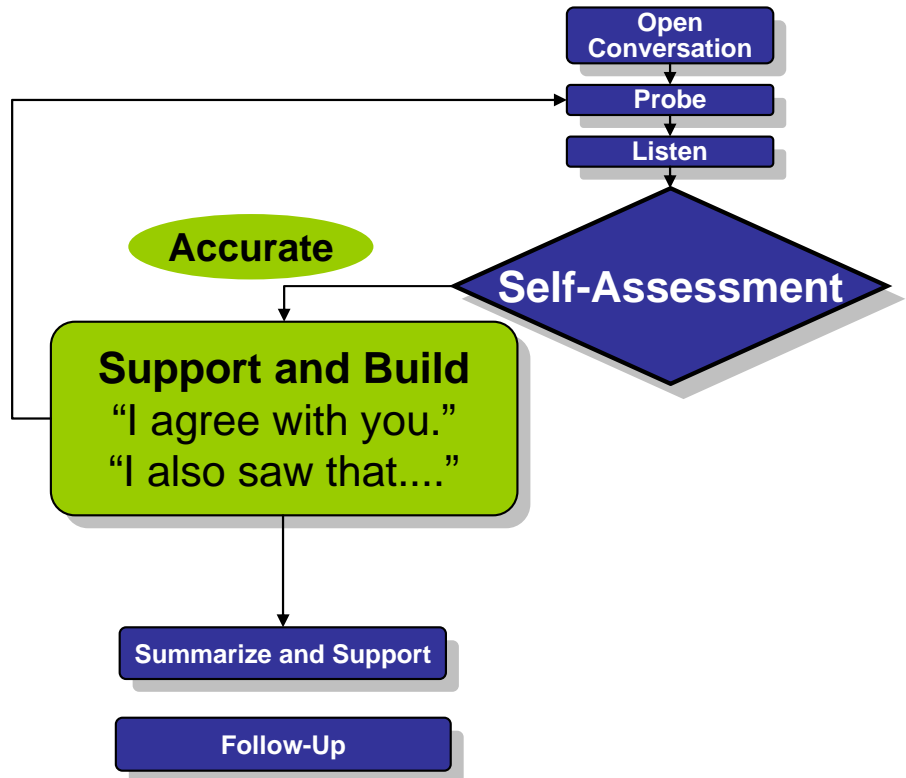 Open
Conversation
Probe
Listen
Accurate
Self-Assessment
Support and Build
“I agree with you.”
“I also saw that....”
Summarize and Support
Follow-Up